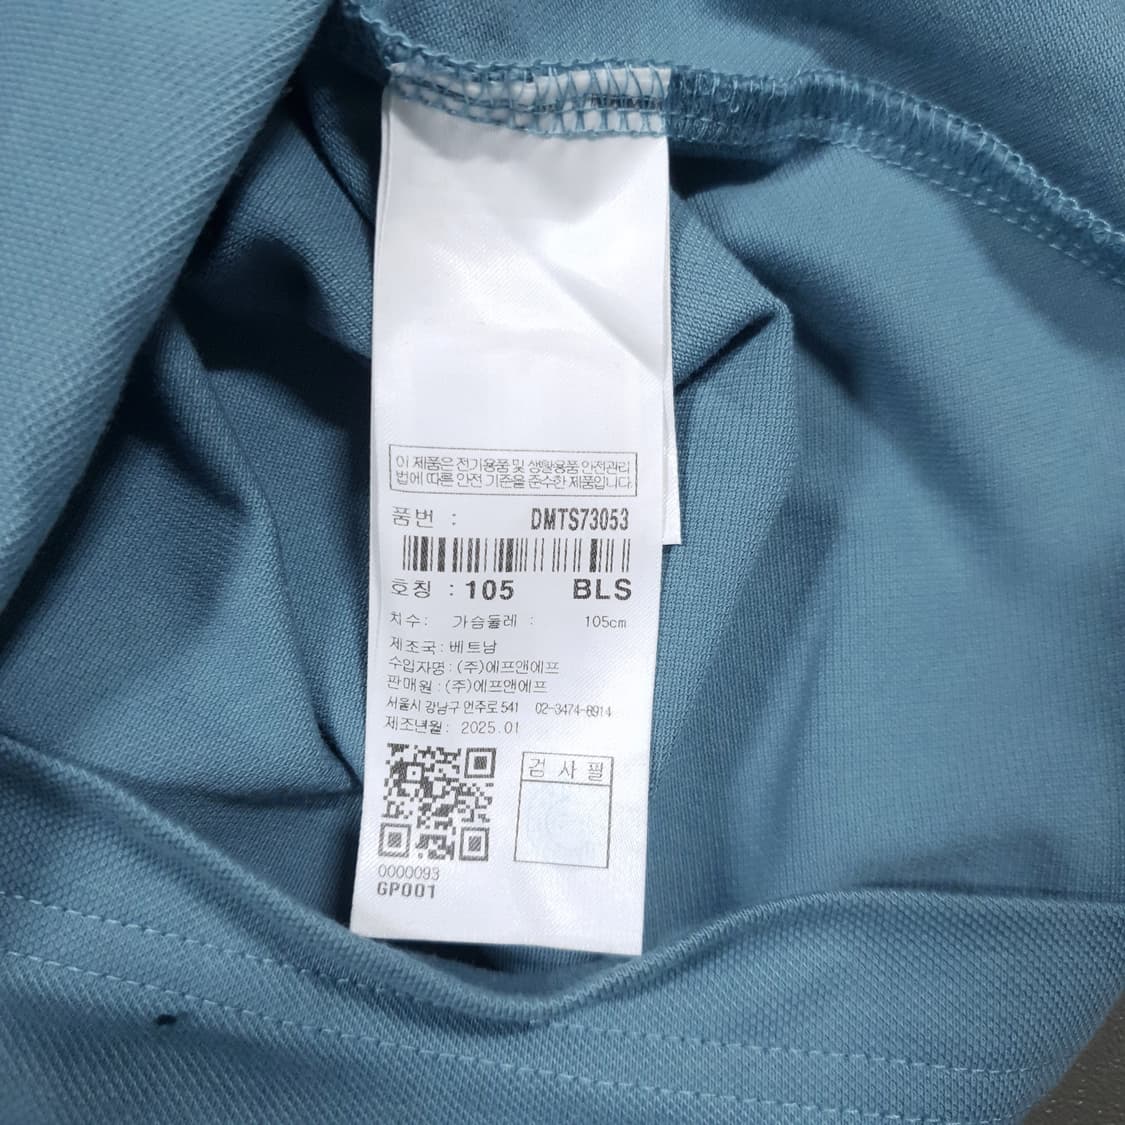 이 제품은 전기용품 및 생활용품 안전관리
법에 따른 안전 기준을 준수한 제품입니다.
품번 : DMTS73053
호칭 : 105 BLS
치수 : 가슴둘레 : 105cm
제조국 : 베트남
수입자명 : (주)에프앤에프
판매원 : (주)에프앤에프
서울시 강남구 언주로 541 02-3474-8914
제조년월 : 2025.01
검 사 필
0000093
GP001